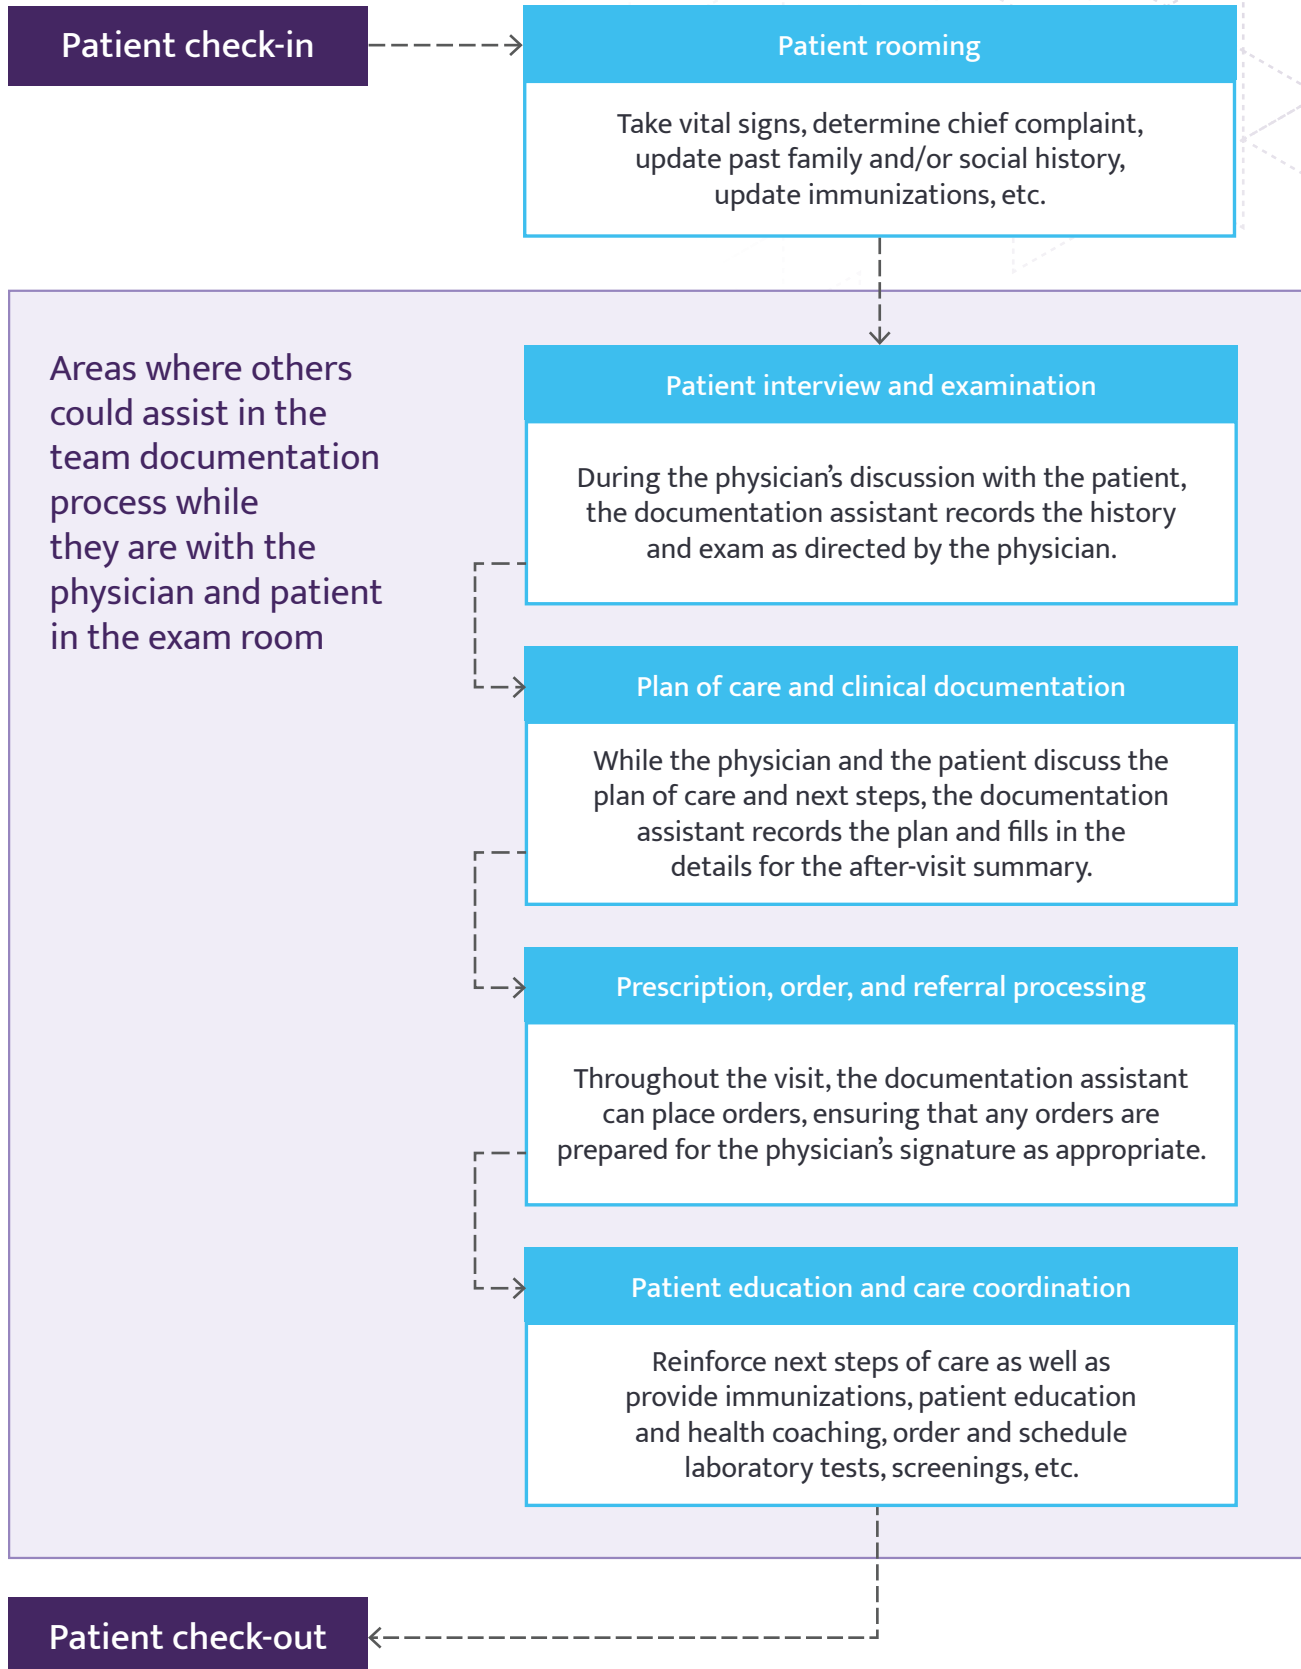 Patient check-in
Patient rooming
Take vital signs, determine chief complaint,
update past family and/or social history,
update immunizations, etc.
Areas where others
could assist in the
team documentation
process while
they are with the
physician and patient
in the exam room
Patient interview and examination
During the physician’s discussion with the patient,
the documentation assistant records the history
and exam as directed by the physician.
Plan of care and clinical documentation
While the physician and the patient discuss the
plan of care and next steps, the documentation
assistant records the plan and fills in the
details for the after-visit summary.
Prescription, order, and referral processing
Throughout the visit, the documentation assistant
can place orders, ensuring that any orders are
prepared for the physician’s signature as appropriate.
Patient education and care coordination
Reinforce next steps of care as well as
provide immunizations, patient education
and health coaching, order and schedule
laboratory tests, screenings, etc.
Patient check-out